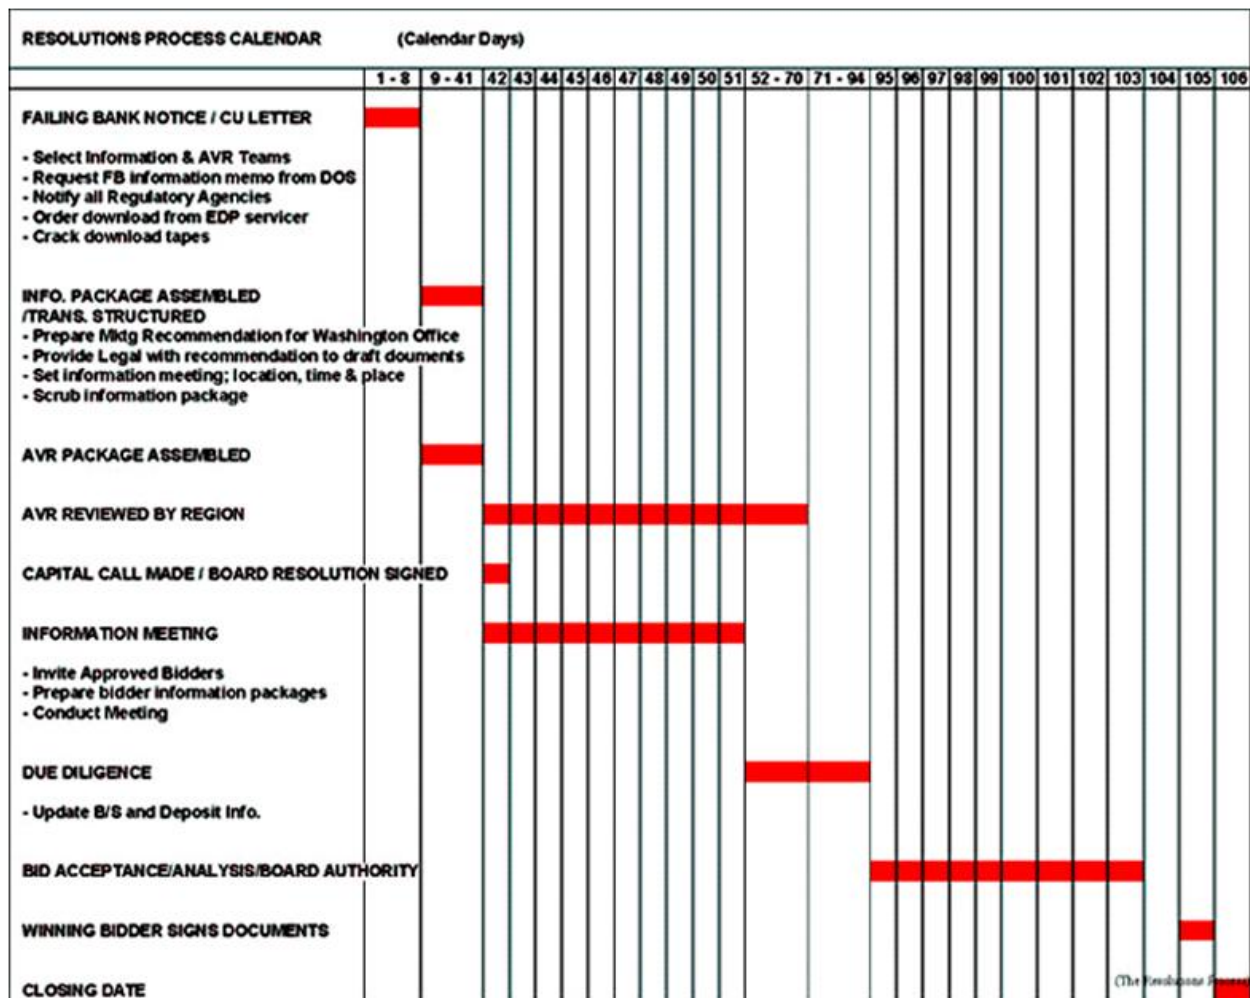 RESOLUTIONS PROCESS CALENDAR (Calendar Days)
1 - 8 9 - 41 42 43 44 45 46 47 48 49 50 51 52 - 70 71 - 94 95 96 97 98 99 100 101 102 103 104 105 106
FAILING BANK NOTICE / CU LETTER
- Select Information & AVR Teams
- Request FB information memo from DOS
- Notify all Regulatory Agencies
- Order download from EDP servicer
- Crack download tapes
INFO. PACKAGE ASSEMBLED
/TRANS. STRUCTURED
- Prepare Mktg Recommendation for Washington Office
- Provide Legal with recommendation to draft douments
- Set information meeting; location, time & place
- Scrub information package
AVR PACKAGE ASSEMBLED
AVR REVIEWED BY REGION
CAPITAL CALL MADE / BOARD RESOLUTION SIGNED
INFORMATION MEETING
- Invite Approved Bidders
- Prepare bidder information packages
- Conduct Meeting
DUE DILIGENCE
- Update B/S and Deposit Info.
BID ACCEPTANCE/ANALYSIS/BOARD AUTHORITY
WINNING BIDDER SIGNS DOCUMENTS
(The Resolutions Process)
CLOSING DATE